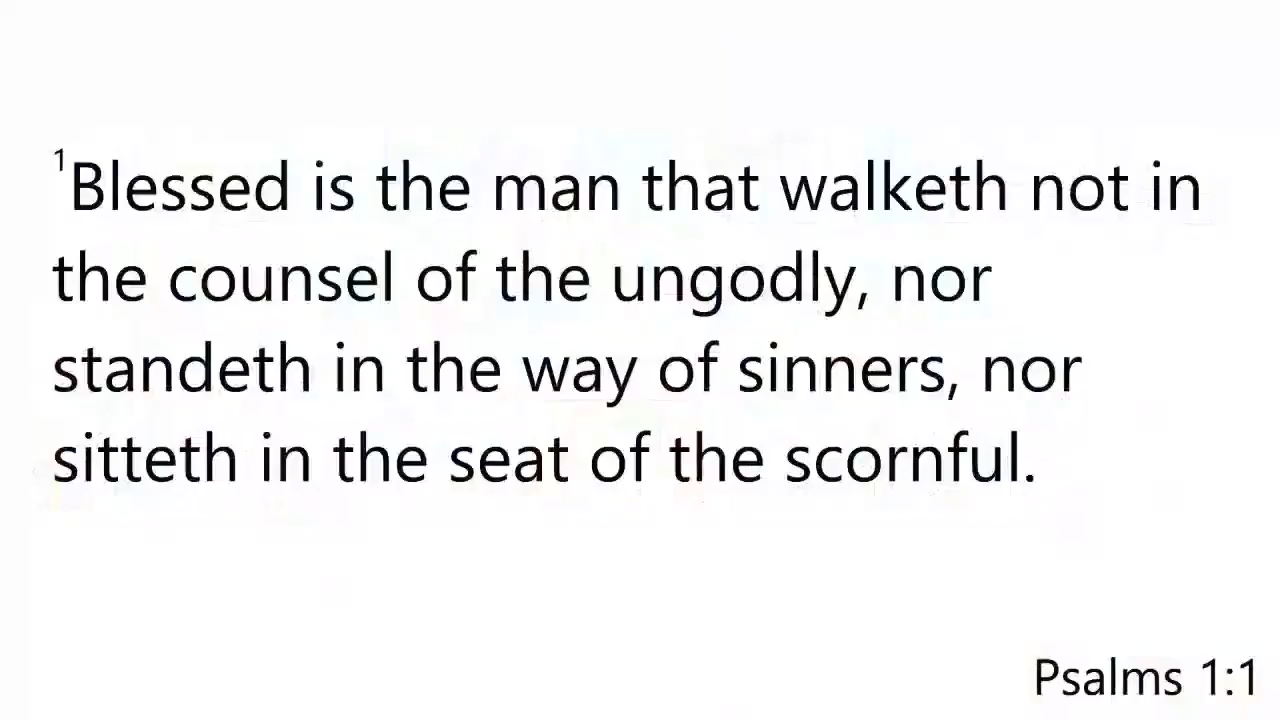 ¹Blessed is the man that walketh not in
the counsel of the ungodly, nor
standeth in the way of sinners, nor
sitteth in the seat of the scornful.
Psalms 1:1